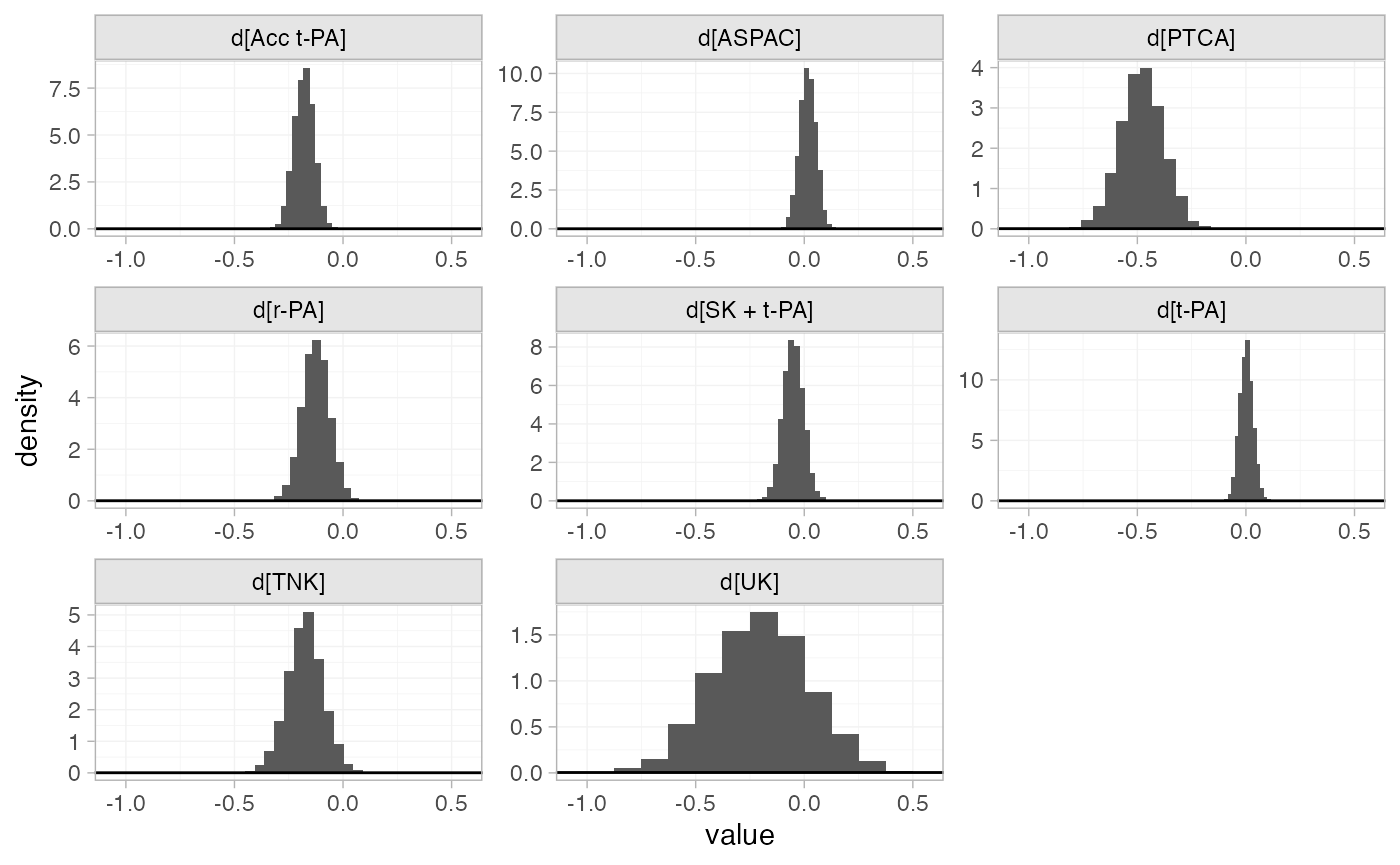 d[Acc t-PA] d[ASPAC] d[PTCA]
7.5 10.0 4
5.0 7.5 3
2.5 5.0 2
0.0 2.5 1
0.0 0
-1.0 -0.5 0.0 0.5 -1.0 -0.5 0.0 0.5 -1.0 -0.5 0.0 0.5
d[r-PA] d[SK + t-PA] d[t-PA]
6 8 10
4 6 5
2 4 0
0 2
0
density
-1.0 -0.5 0.0 0.5 -1.0 -0.5 0.0 0.5 -1.0 -0.5 0.0 0.5
d[TNK] d[UK]
5 1.5
4 1.0
3 0.5
2 0.0
1
0
-1.0 -0.5 0.0 0.5 -1.0 -0.5 0.0 0.5
value